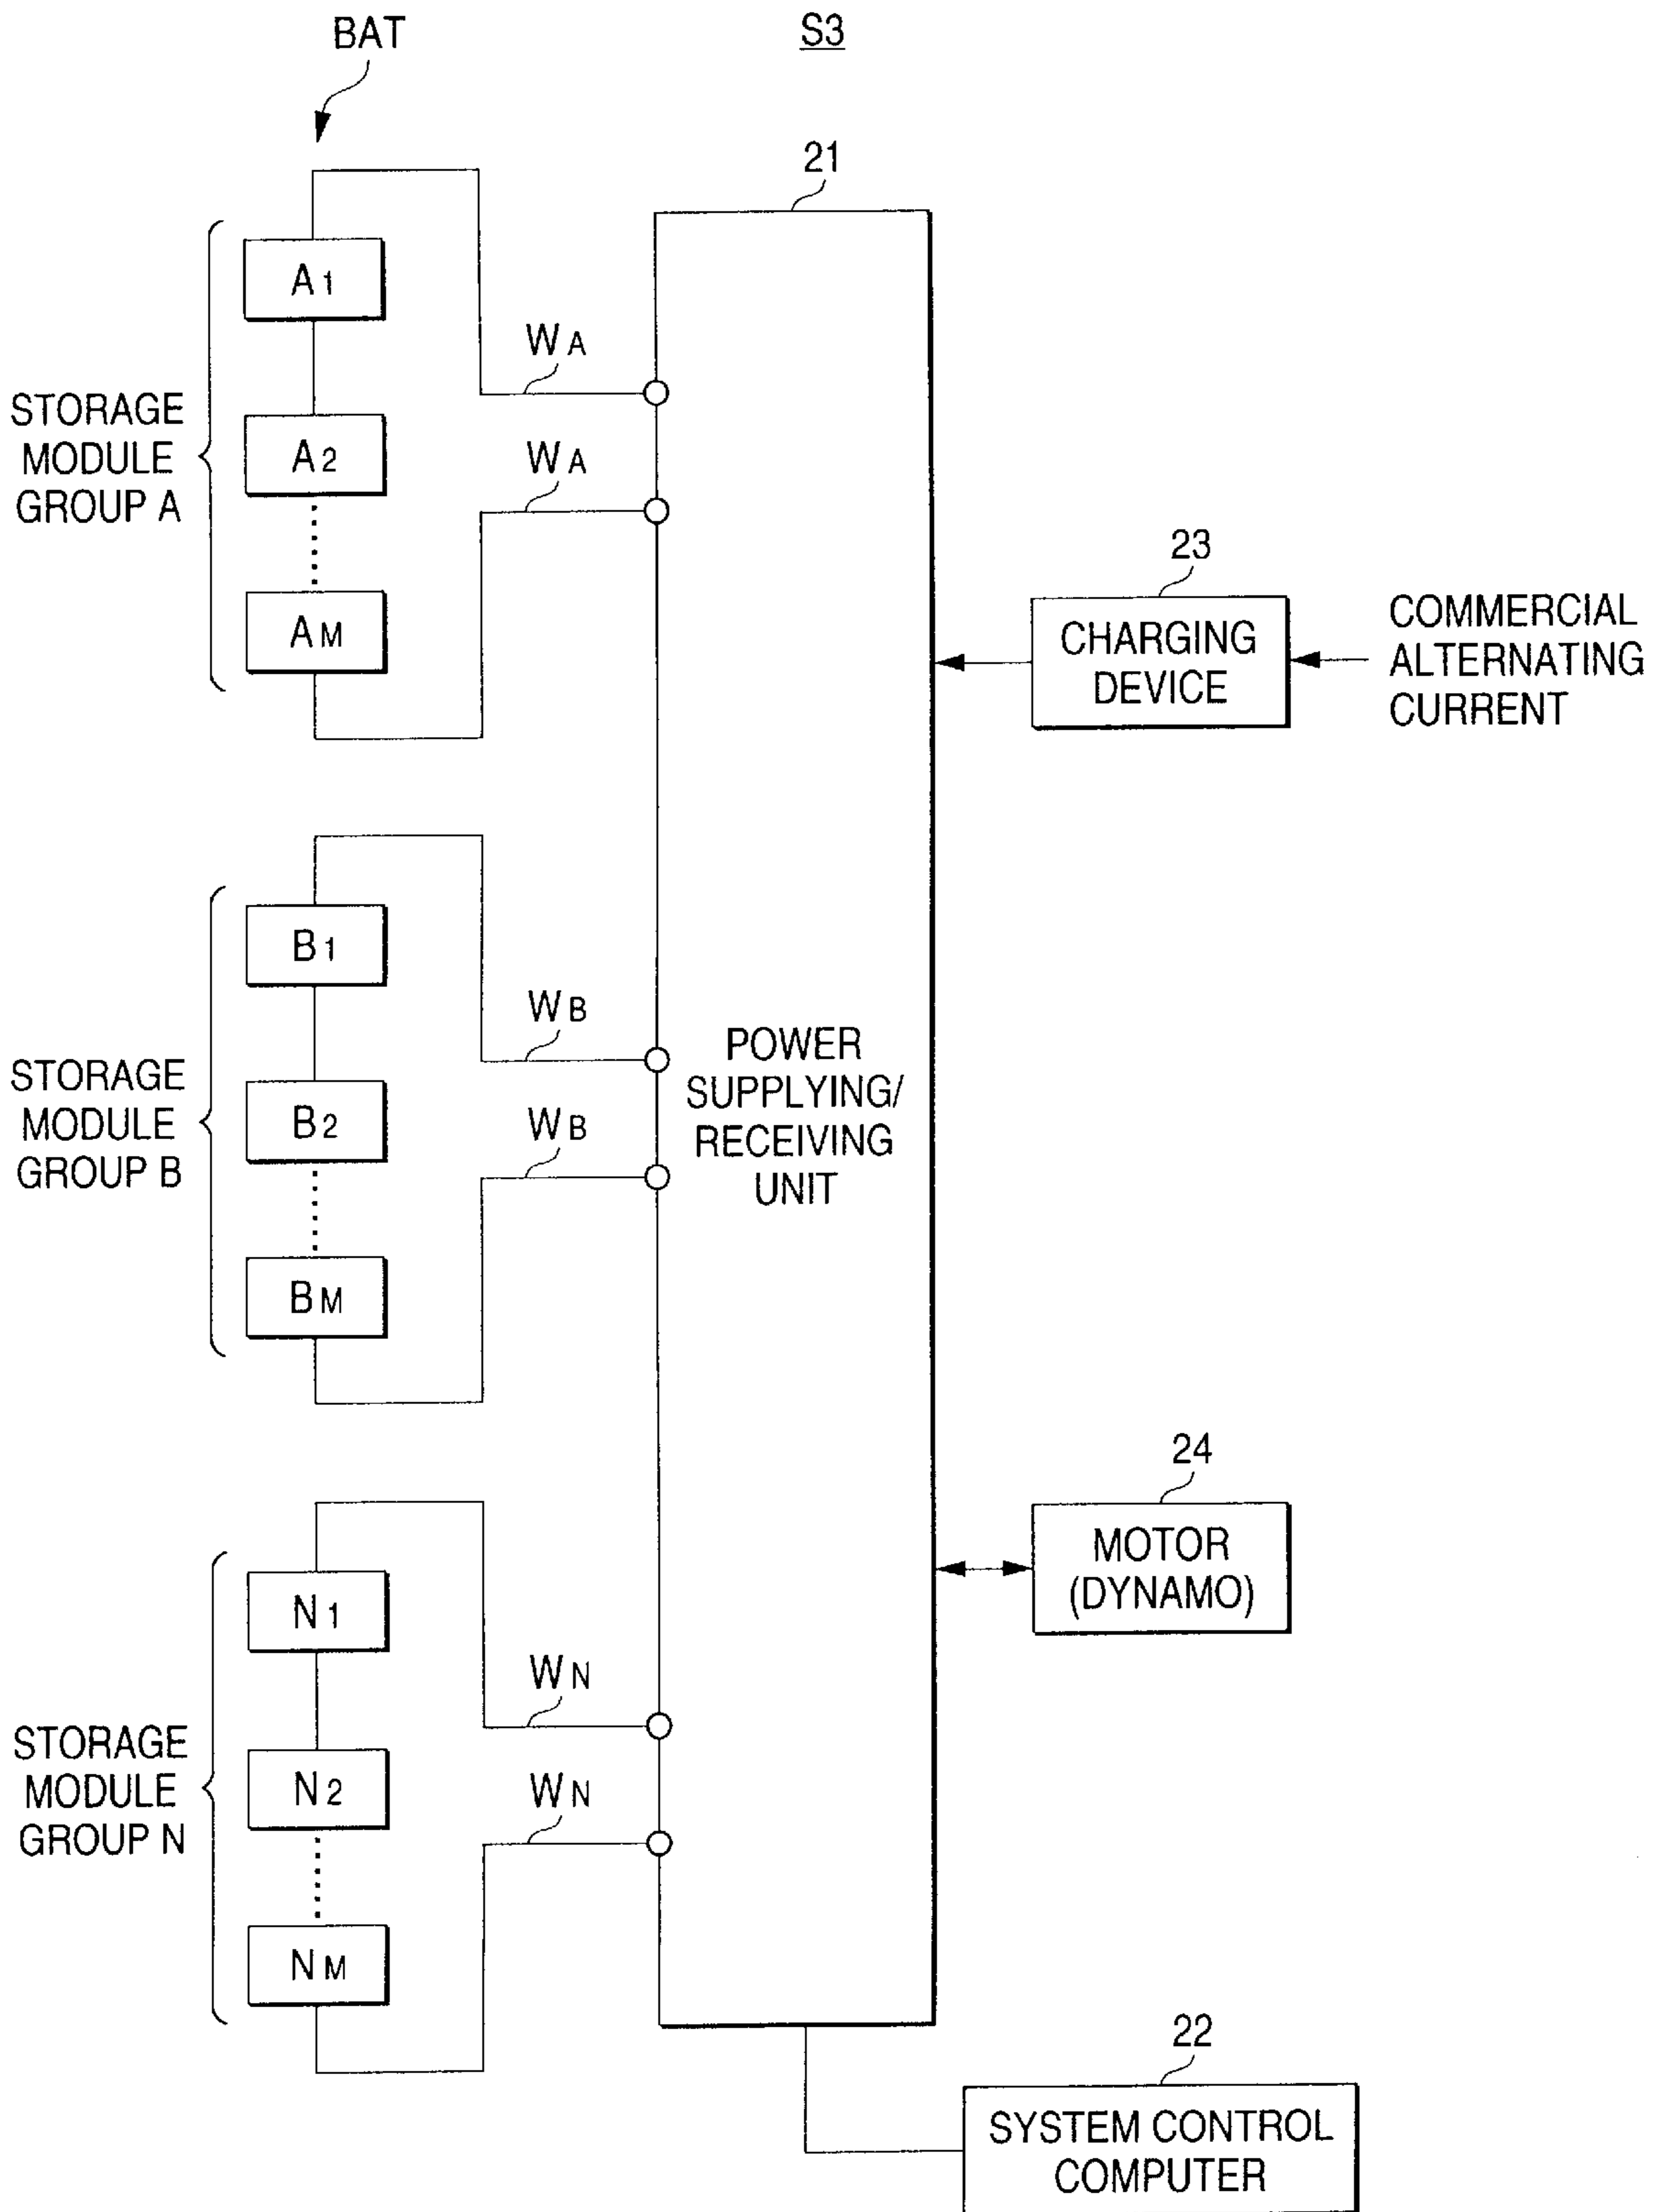 BAT
S3
21
A1
WA
STORAGE
MODULE
GROUP A
A2
WA
AM
23
CHARGING
DEVICE
COMMERCIAL
ALTERNATING
CURRENT
B1
WB
STORAGE
MODULE
GROUP B
B2
WB
BM
POWER
SUPPLYING/
RECEIVING
UNIT
24
MOTOR
(DYNAMO)
N1
WN
STORAGE
MODULE
GROUP N
N2
WN
NM
22
SYSTEM CONTROL
COMPUTER